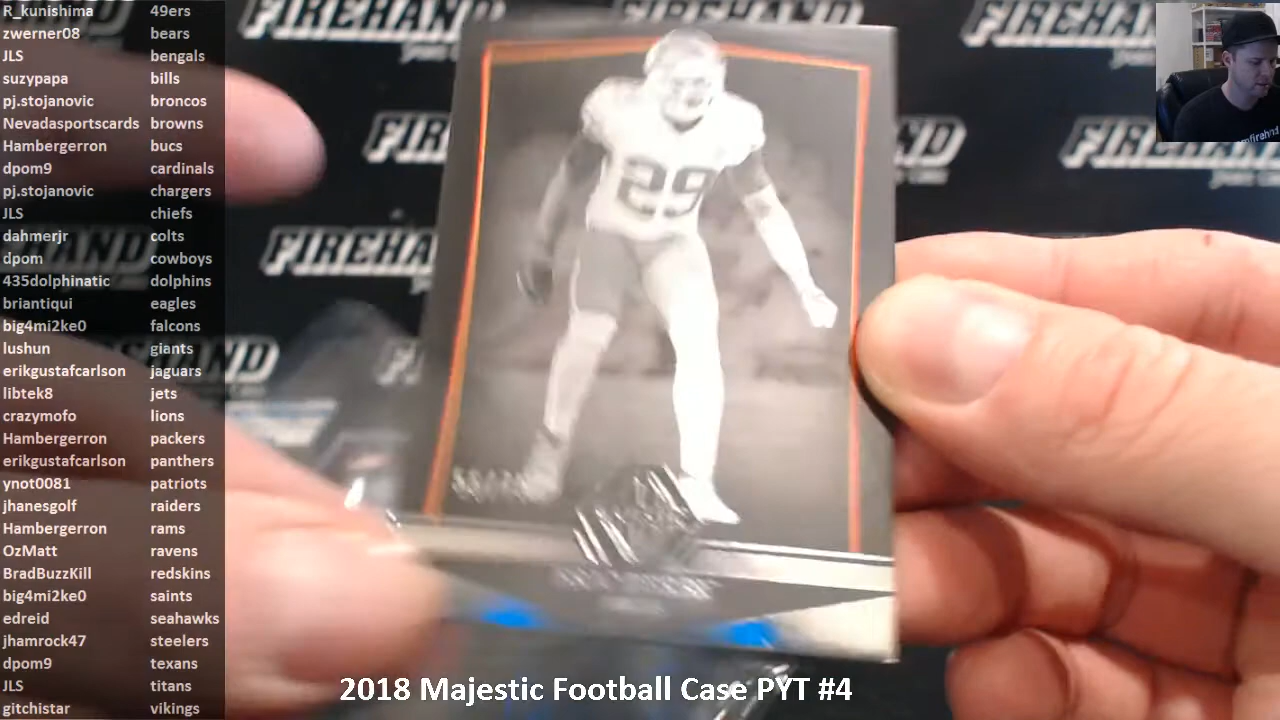 R_kunishima 49ers
zwerner08 bears
JLS bengals
suzypapa bills
pj.stojanovic broncos
Nevadasportscards browns
Hambergerron bucs
dpom9 cardinals
pj.stojanovic chargers
JLS chiefs
dahmerjr colts
dpom cowboys
435dolphinatic dolphins
briantiqui eagles
big4mi2ke0 falcons
lushun giants
erikgustafcarlson jaguars
libtek8 jets
crazymofo lions
Hambergerron packers
erikgustafcarlson panthers
ynot0081 patriots
jhanesgolf raiders
Hambergerron rams
OzMatt ravens
BradBuzzKill redskins
big4mi2ke0 saints
edreid seahawks
jhamrock47 steelers
dpom9 texans
JLS titans
gitchistar vikings
FIREHAND
FIREHAND
FIREHAND
29
2018 Majestic Football Case PYT #4